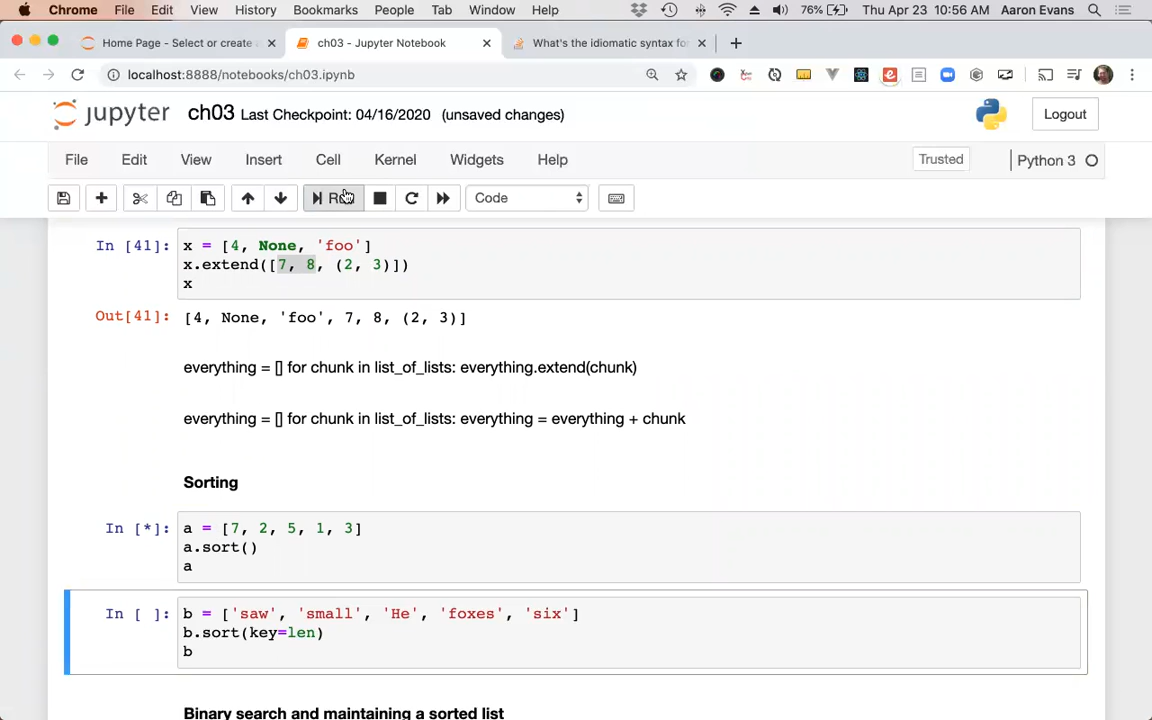 Chrome File Edit View History Bookmarks People Tab Window Help 76% Thu Apr 23 10:56 AM Aaron Evans
Home Page - Select or create ch03 - Jupyter Notebook What's the idiomatic syntax for
localhost:8888/notebooks/ch03.ipynb
jupyter ch03 Last Checkpoint: 04/16/2020 (unsaved changes) Logout
File Edit View Insert Cell Kernel Widgets Help Trusted Python 3
Code
In [41]: x = [4, None, 'foo']
x.extend([7, 8, (2, 3)])
x
Out[41]: [4, None, 'foo', 7, 8, (2, 3)]
everything = [] for chunk in list_of_lists: everything.extend(chunk)
everything = [] for chunk in list_of_lists: everything = everything + chunk
Sorting
In [*]: a = [7, 2, 5, 1, 3]
a.sort()
a
In [ ]: b = ['saw', 'small', 'He', 'foxes', 'six']
b.sort(key=len)
b
Binary search and maintaining a sorted list